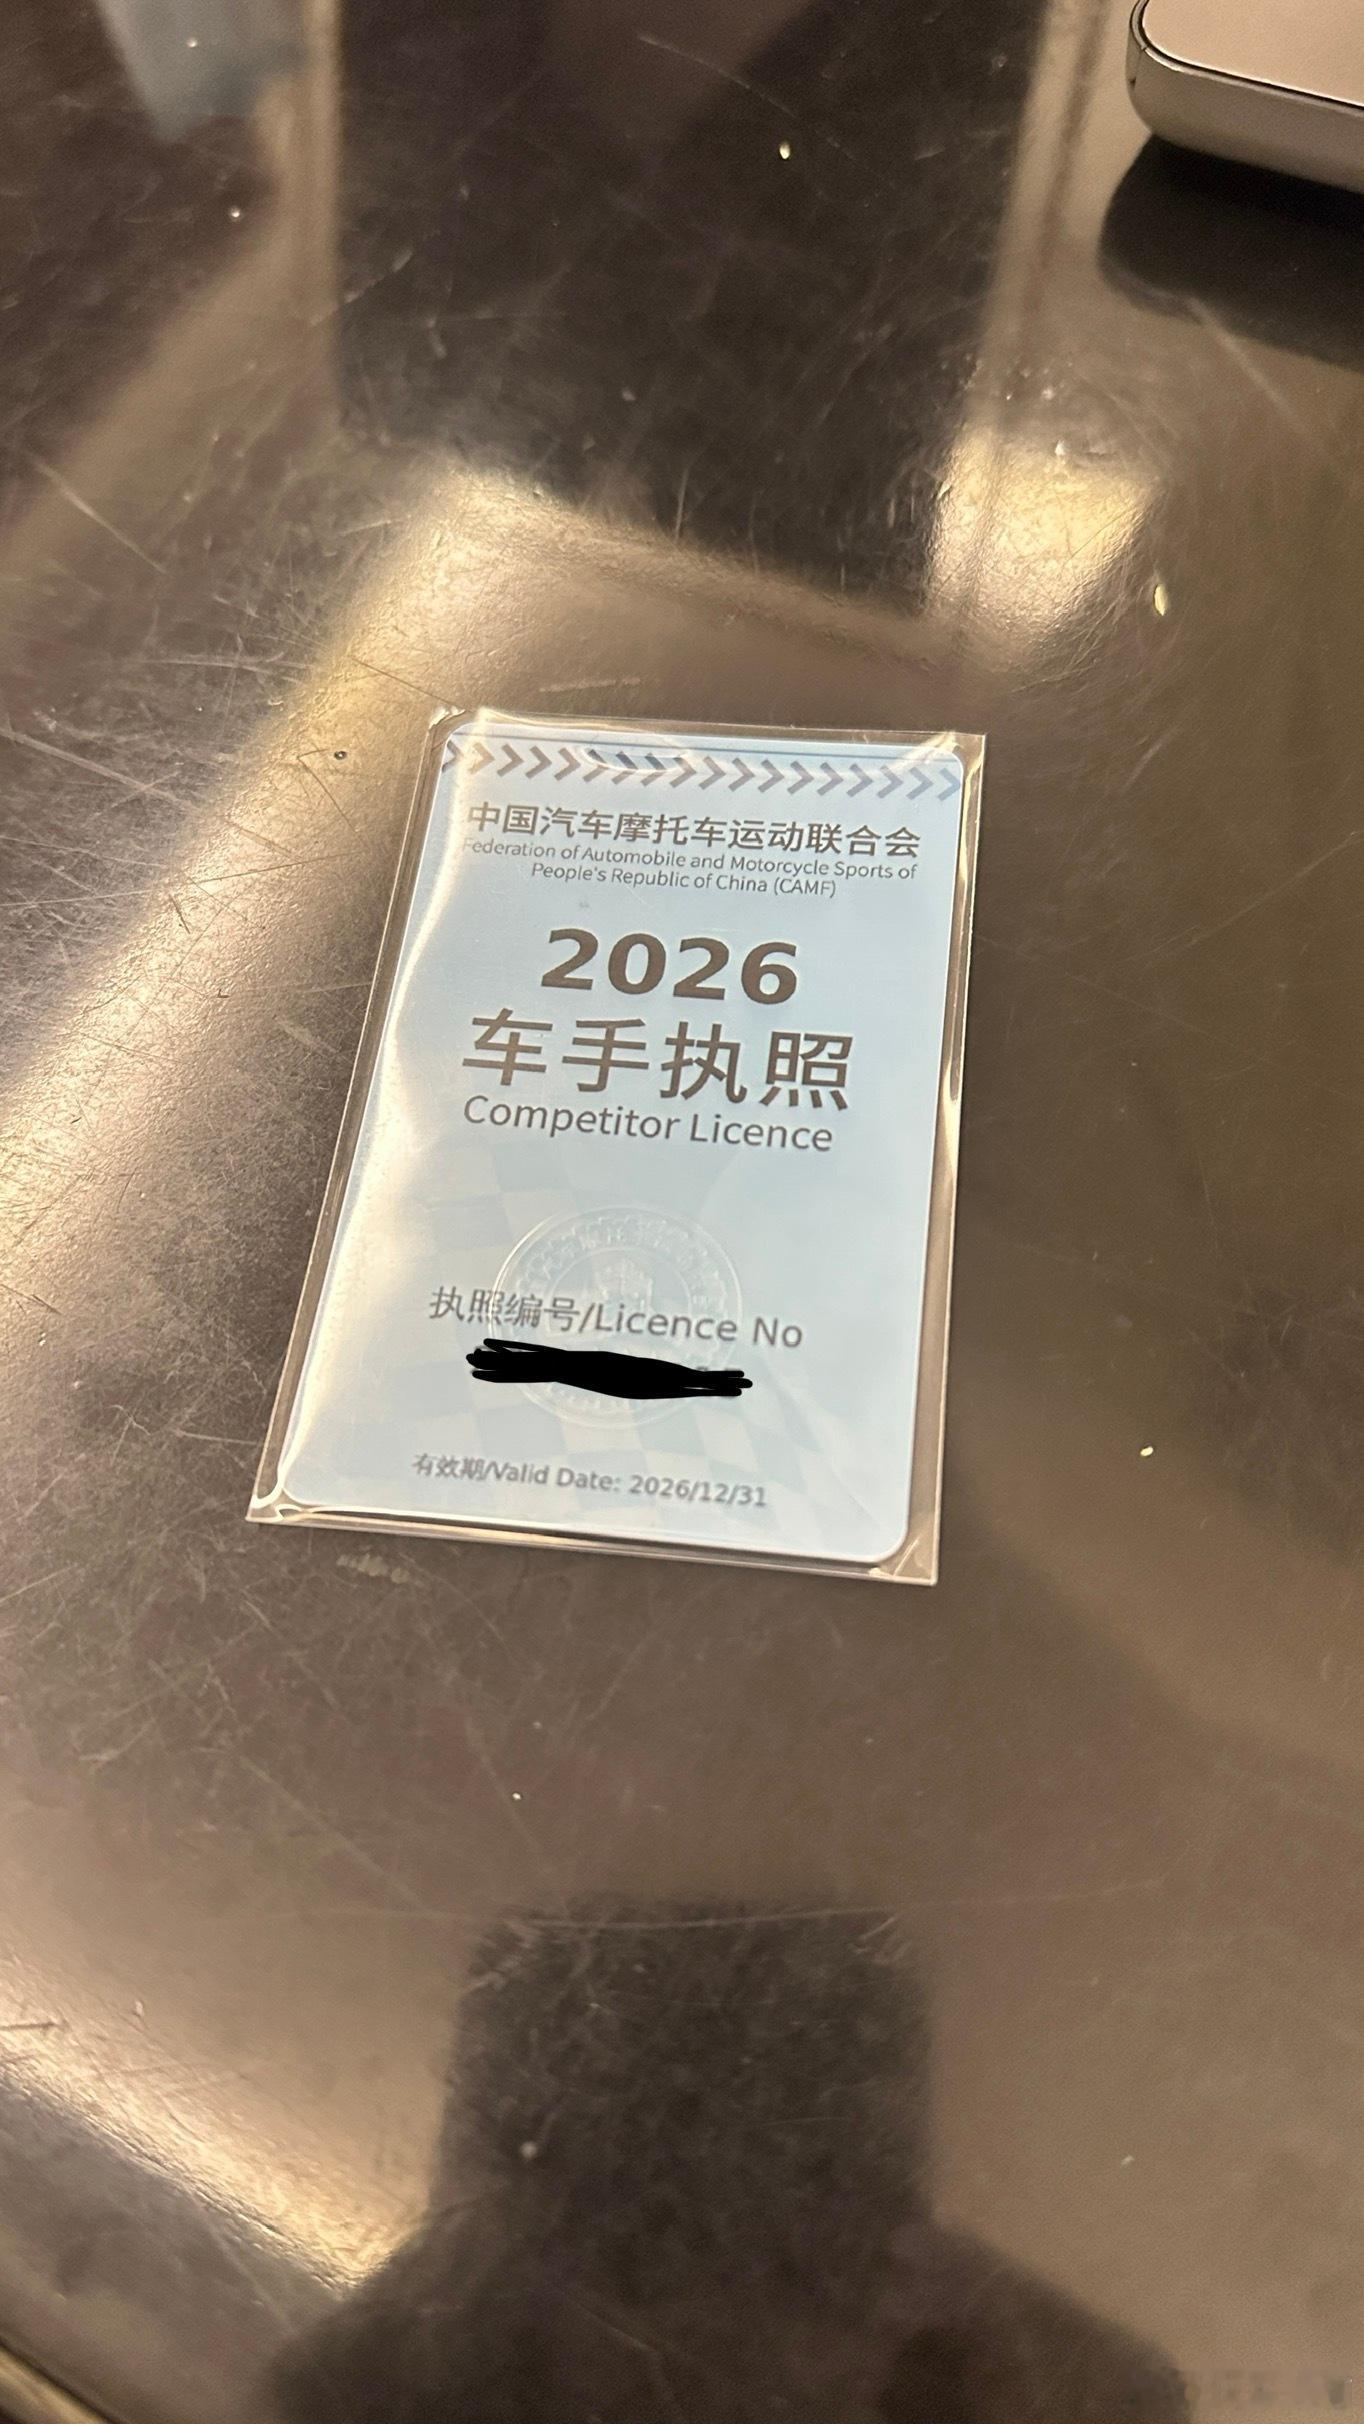 中国汽车摩托车运动联合会
Federation of Automobile and Motorcycle Sports of
People's Republic of China (CAMF)
2026
车手执照
Competitor Licence
执照编号/Licence No
有效期/Valid Date: 2026/12/31